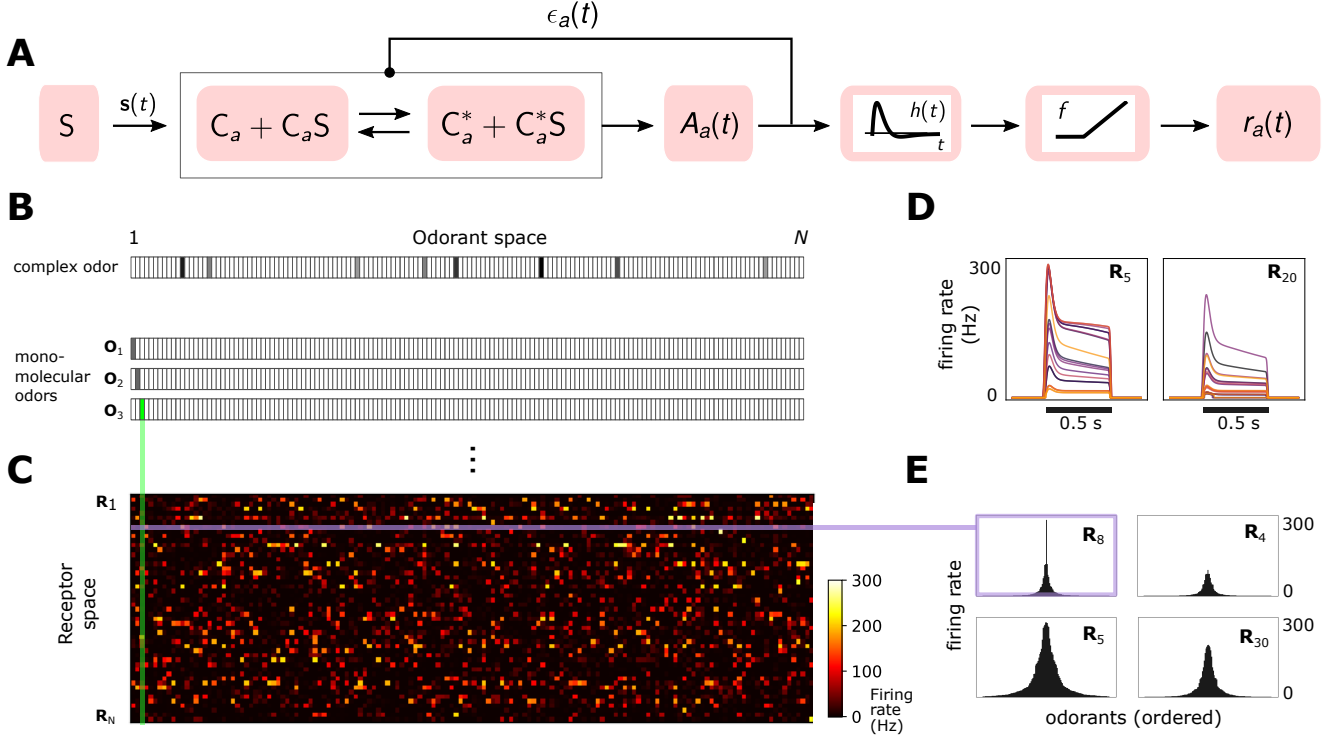 A
ϵₐ(t)
S
s(t)
Cₐ + CₐS
C*ₐ + C*ₐS
Aₐ(t)
h(t)
t
f
rₐ(t)
B
1
Odorant space
N
complex odor
mono-
molecular
odors
O₁
O₂
O₃
⋮
C
R₁
Receptor
space
R_N
300
200
100
0
Firing
rate
(Hz)
D
firing rate
(Hz)
300
0
R₅
R₂₀
0.5 s
0.5 s
E
firing rate
R₈
R₄
300
0
R₅
R₃₀
300
0
odorants (ordered)